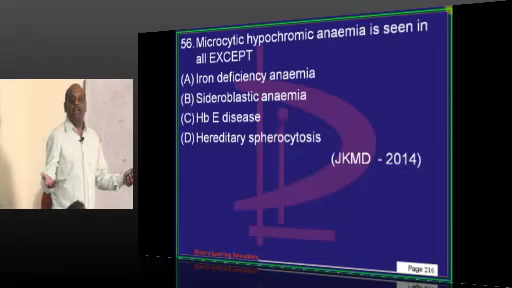 56. Microcytic hypochromic anaemia is seen in
all EXCEPT
(A) Iron deficiency anaemia
(B) Sideroblastic anaemia
(C) Hb E disease
(D) Hereditary spherocytosis
(JKMD - 2014)
Page 216